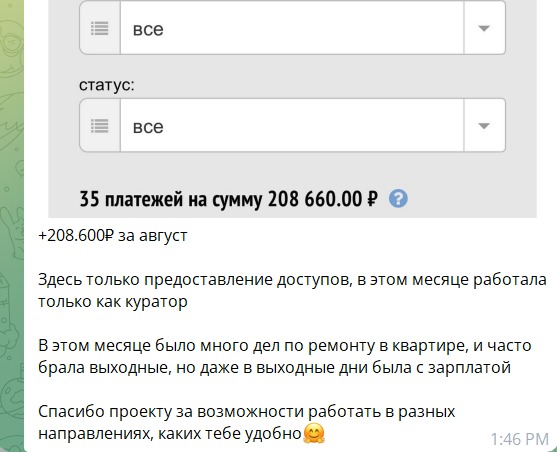 все
статус:
все
35 платежей на сумму 208 660.00 ₽ ?
+208.600₽ за август
Здесь только предоставление доступов, в этом месяце работала
только как куратор
В этом месяце было много дел по ремонту в квартире, и часто
брала выходные, но даже в выходные дни была с зарплатой
Спасибо проекту за возможности работать в разных
направлениях, каких тебе удобно🤗
1:46 PM